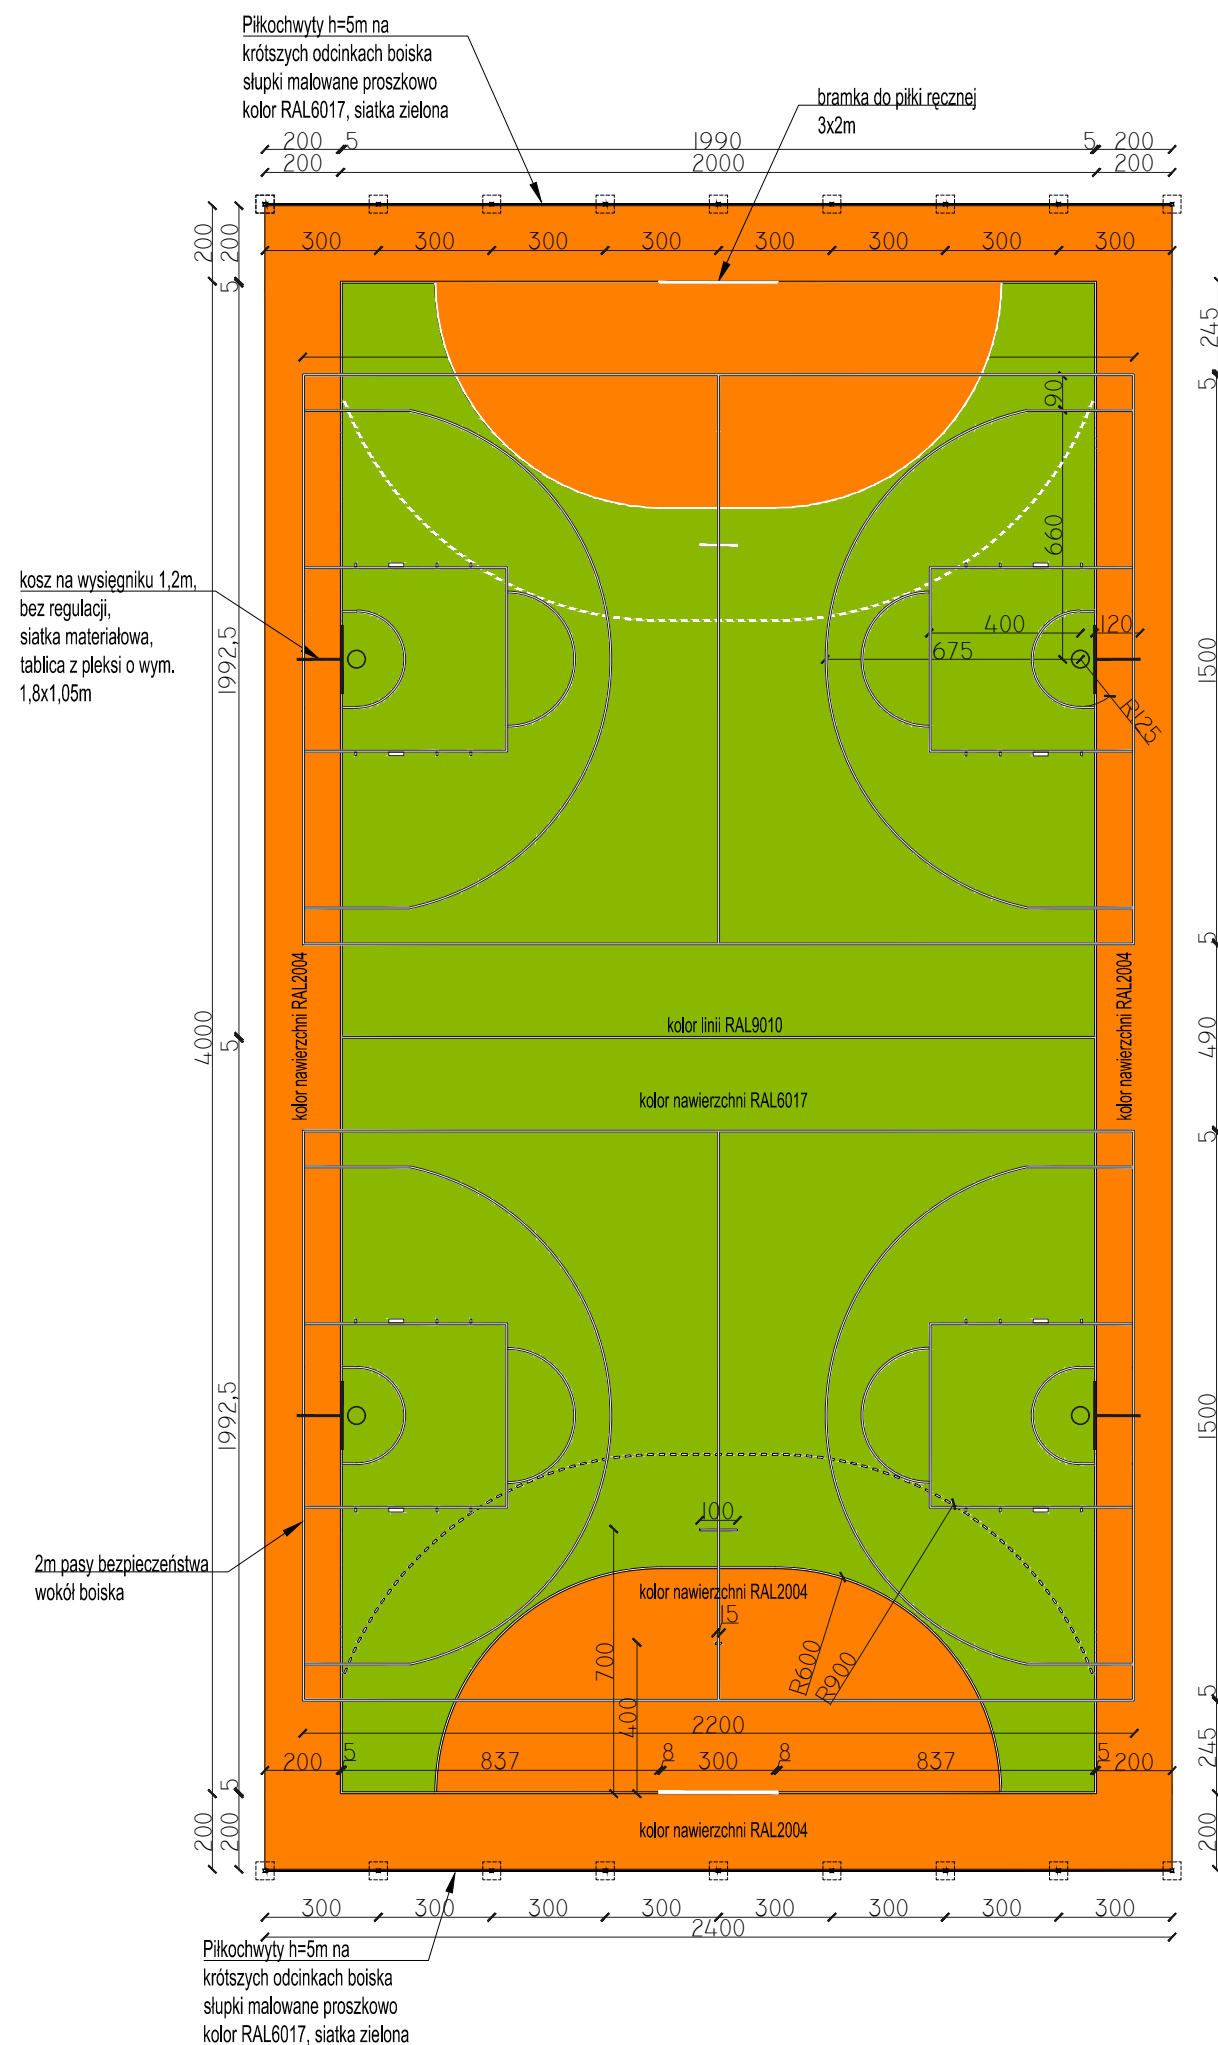 Piłkochwyty h=5m na
krótszych odcinkach boiska
słupki malowane proszkowo
kolor RAL6017, siatka zielona
bramka do piłki ręcznej
3x2m
200 5 1990 5 200
200 2000 200
300 300 300 300 300 300 300 300
200 200
5
245
5
90
660
kosz na wysięgniku 1,2m,
bez regulacji,
siatka materiałowa,
tablica z pleksi o wym.
1,8x1,05m
400 120
675
R125
1992,5
1500
5
kolor nawierzchni RAL2004
kolor nawierzchni RAL2004
kolor linii RAL9010
4000
5
490
kolor nawierzchni RAL6017
5
1992,5
1500
100
2m pasy bezpieczeństwa
wokół boiska
kolor nawierzchni RAL2004
15
700
400
R600
R900
5
2200
245
200 5 837 8 300 8 837 5 200
5
200 200
200
kolor nawierzchni RAL2004
300 300 300 300 300 300 300 300
2400
Piłkochwyty h=5m na
krótszych odcinkach boiska
słupki malowane proszkowo
kolor RAL6017, siatka zielona